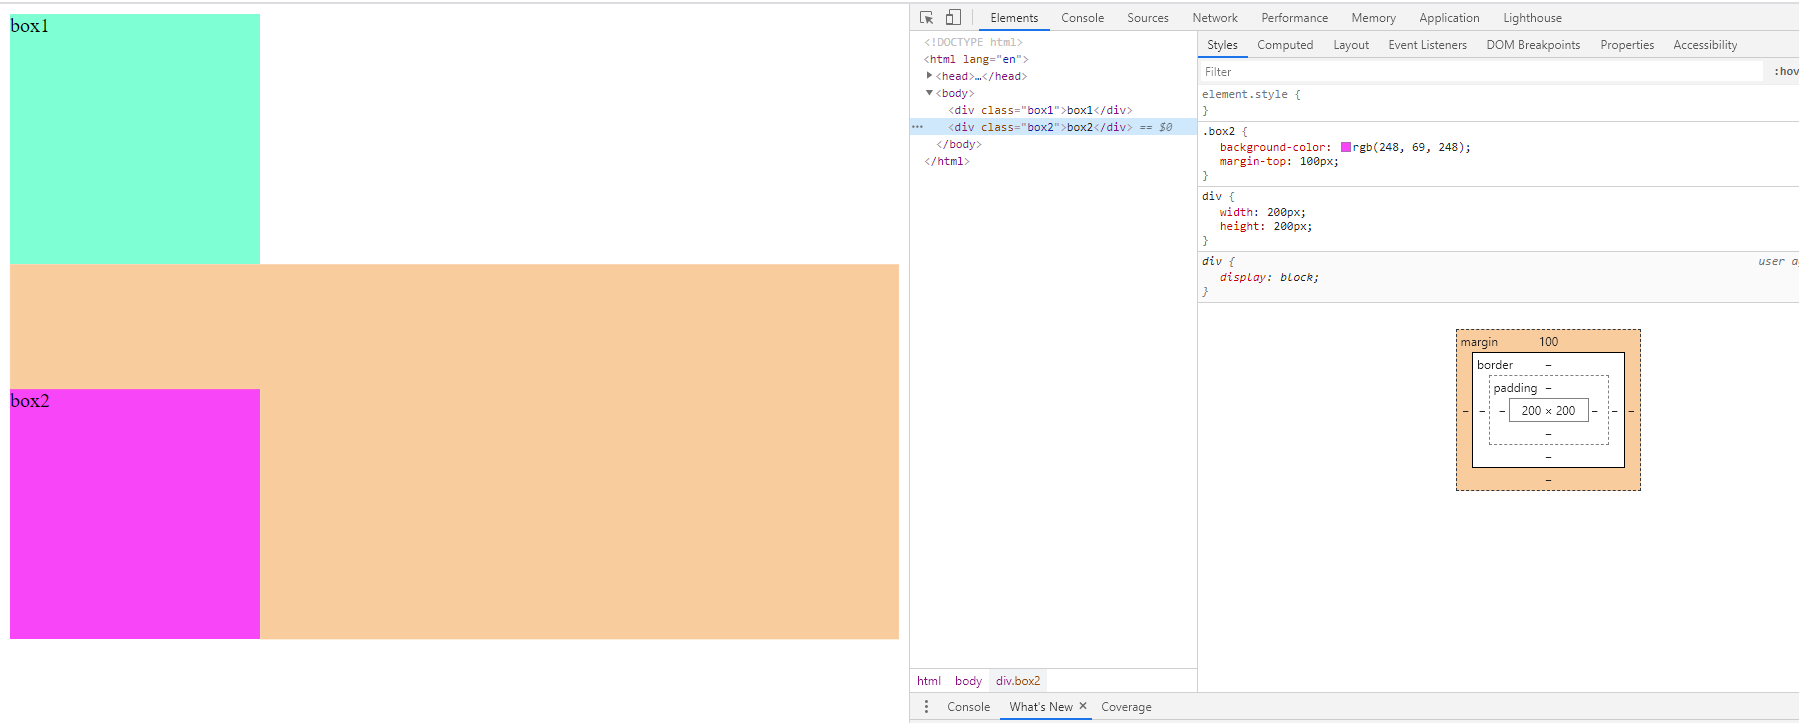 box1
box2
Elements Console Sources Network Performance Memory Application Lighthouse
<!DOCTYPE html>
<html lang="en">
<head>…</head>
<body>
<div class="box1">box1</div>
<div class="box2">box2</div> == $0
</body>
</html>
html body div.box2
Styles Computed Layout Event Listeners DOM Breakpoints Properties Accessibility
Filter :hov
element.style {
}
.box2 {
background-color: rgb(248, 69, 248);
margin-top: 100px;
}
div {
width: 200px;
height: 200px;
}
div { user ag
display: block;
}
margin 100
border –
padding –
– – – 200 × 200 – – –
–
–
–
Console What's New × Coverage